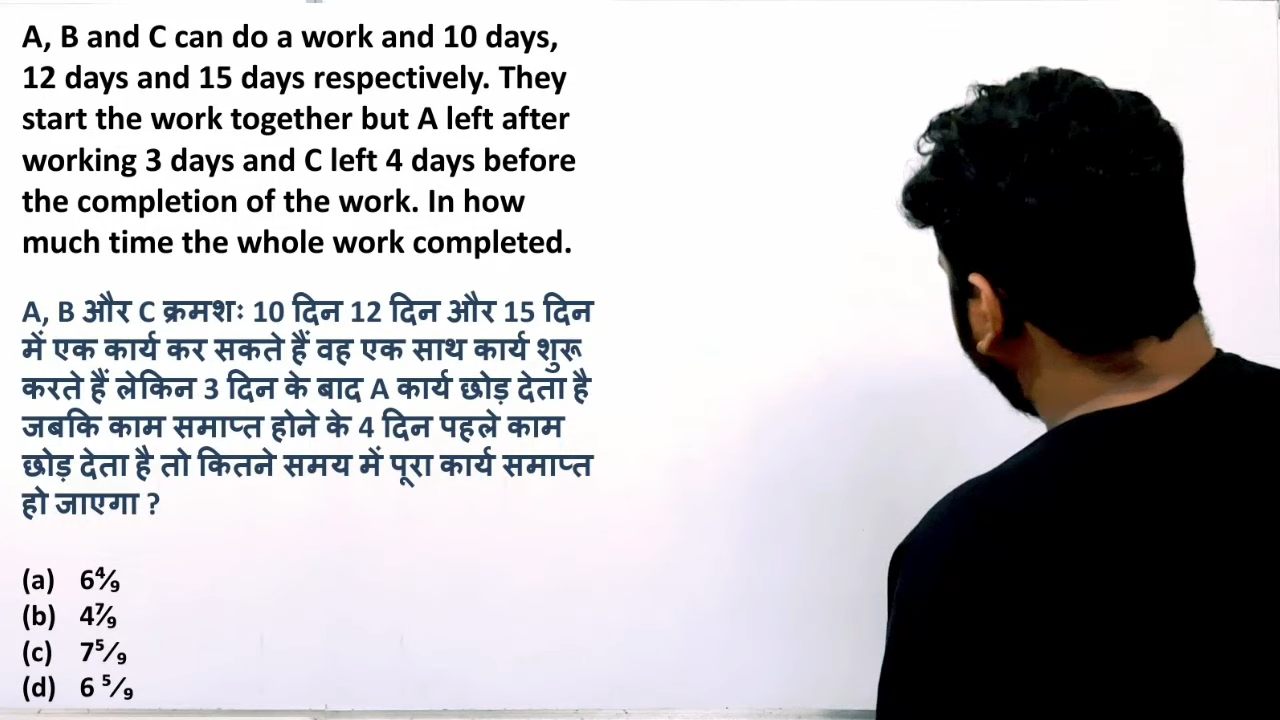 A, B and C can do a work and 10 days,
12 days and 15 days respectively. They
start the work together but A left after
working 3 days and C left 4 days before
the completion of the work. In how
much time the whole work completed.
A, B और C क्रमशः 10 दिन 12 दिन और 15 दिन
में एक कार्य कर सकते हैं वह एक साथ कार्य शुरू
करते हैं लेकिन 3 दिन के बाद A कार्य छोड़ देता है
जबकि काम समाप्त होने के 4 दिन पहले काम
छोड़ देता है तो कितने समय में पूरा कार्य समाप्त
हो जाएगा ?
(a) 6⁴⁄₉
(b) 4⁷⁄₉
(c) 7⁵⁄₉
(d) 6 ⁵⁄₉